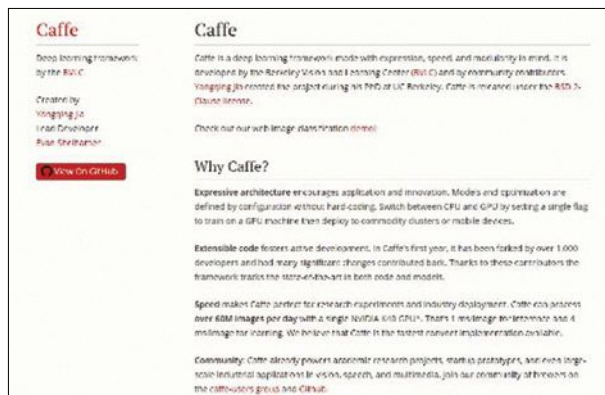 Caffe
Deep learning framework
by the BVLC
Created by
Yangqing Jia
Lead Developer
Evan Shelhamer
View On GitHub
Caffe
Caffe is a deep learning framework made with expression, speed, and modularity in mind. It is
developed by the Berkeley Vision and Learning Center (BVLC) and by community contributors.
Yangqing Jia created the project during his PhD at UC Berkeley. Caffe is released under the BSD 2-
Clause license.
Check out our web image classification demo!
Why Caffe?
Expressive architecture encourages application and innovation. Models and optimization are
defined by configuration without hard-coding. Switch between CPU and GPU by setting a single flag
to train on a GPU machine then deploy to commodity clusters or mobile devices.
Extensible code fosters active development. In Caffe's first year, it has been forked by over 1,000
developers and had many significant changes contributed back. Thanks to these contributors the
framework tracks the state-of-the-art in both code and models.
Speed makes Caffe perfect for research experiments and industry deployment. Caffe can process
over 60M images per day with a single NVIDIA K40 GPU*. That's 1 ms/image for inference and 4
ms/image for learning. We believe that Caffe is the fastest convnet implementation available.
Community: Caffe already powers academic research projects, startup prototypes, and even large-
scale industrial applications in vision, speech, and multimedia. Join our community of brewers on
the caffe-users group and Github.